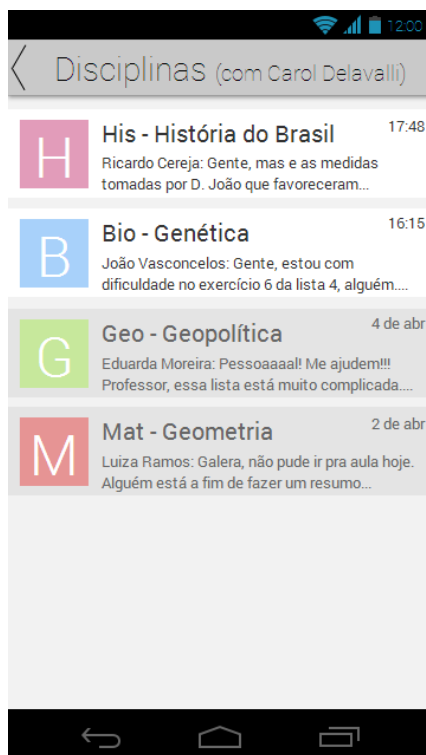 12:00
Disciplinas (com Carol Delavalli)
H
His - História do Brasil
17:48
Ricardo Cereja: Gente, mas e as medidas
tomadas por D. João que favoreceram...
B
Bio - Genética
16:15
João Vasconcelos: Gente, estou com
dificuldade no exercício 6 da lista 4, alguém....
G
Geo - Geopolítica
4 de abr
Eduarda Moreira: Pessoaaaal! Me ajudem!!!
Professor, essa lista está muito complicada....
M
Mat - Geometria
2 de abr
Luiza Ramos: Galera, não pude ir pra aula hoje.
Alguém está a fim de fazer um resumo...